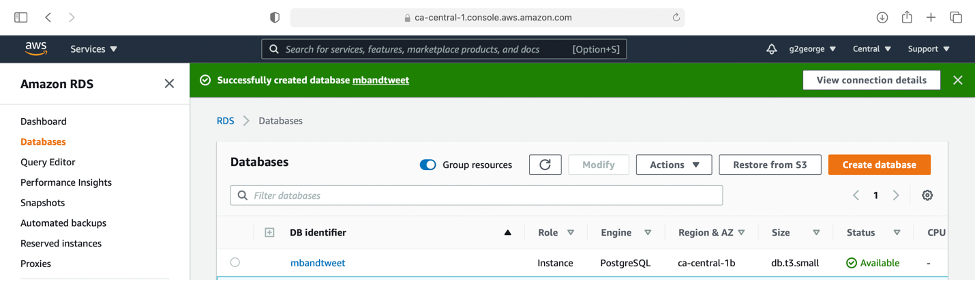 ca-central-1.console.aws.amazon.com
aws Services ▼ Search for services, features, marketplace products, and docs [Option+S] g2george ▼ Central ▼ Support ▼
Amazon RDS
Successfully created database mbandtweet View connection details
Dashboard
Databases
Query Editor
Performance Insights
Snapshots
Automated backups
Reserved instances
Proxies
RDS > Databases
Databases Group resources Modify Actions ▼ Restore from S3 Create database
Filter databases < 1 >
DB identifier ▲ Role ▽ Engine ▽ Region & AZ ▽ Size ▽ Status ▽ CPU
mbandtweet Instance PostgreSQL ca-central-1b db.t3.small Available -